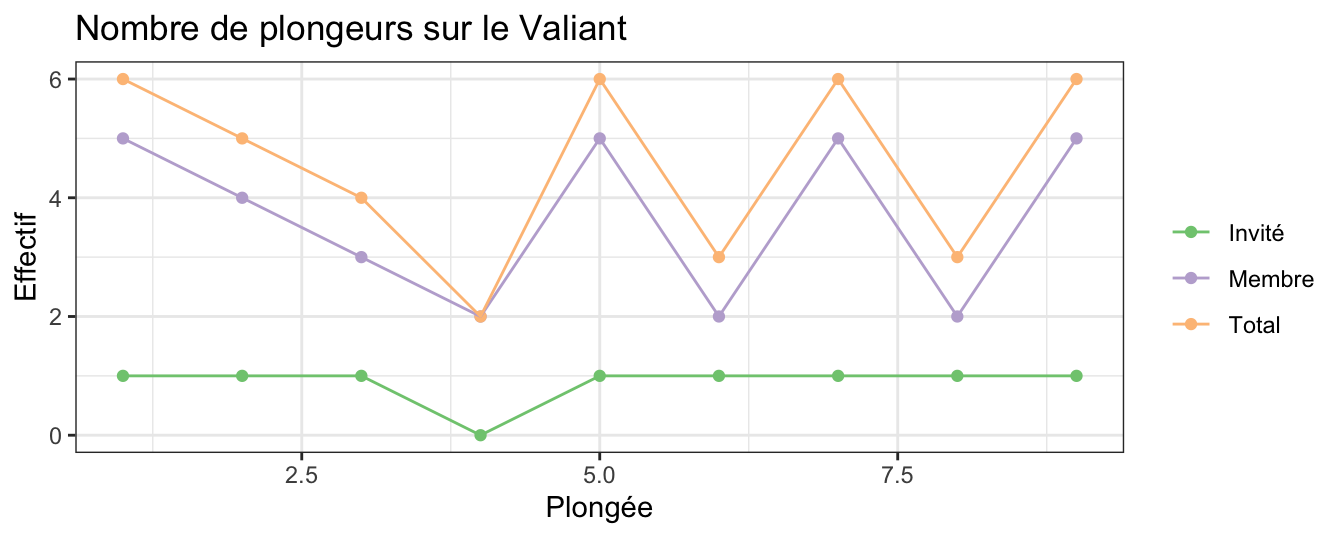 Nombre de plongeurs sur le Valiant
Effectif
6
4
2
0
2.5
5.0
7.5
Plongée
Invité
Membre
Total